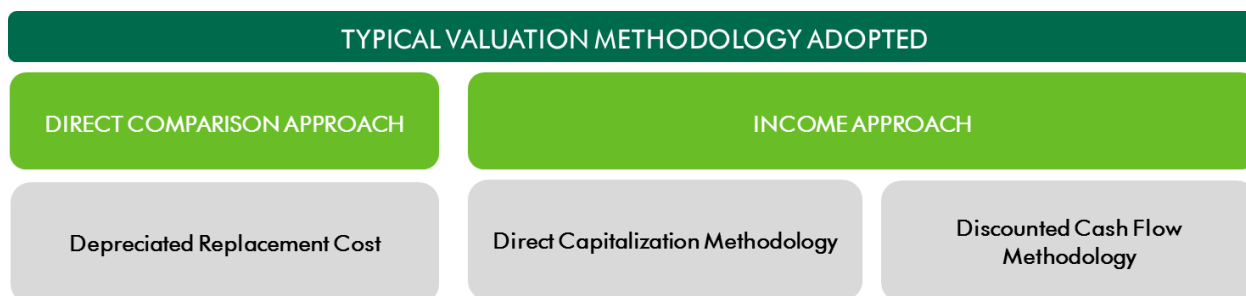 TYPICAL VALUATION METHODOLOGY ADOPTED
DIRECT COMPARISON APPROACH
INCOME APPROACH
Depreciated Replacement Cost
Direct Capitalization Methodology
Discounted Cash Flow
Methodology